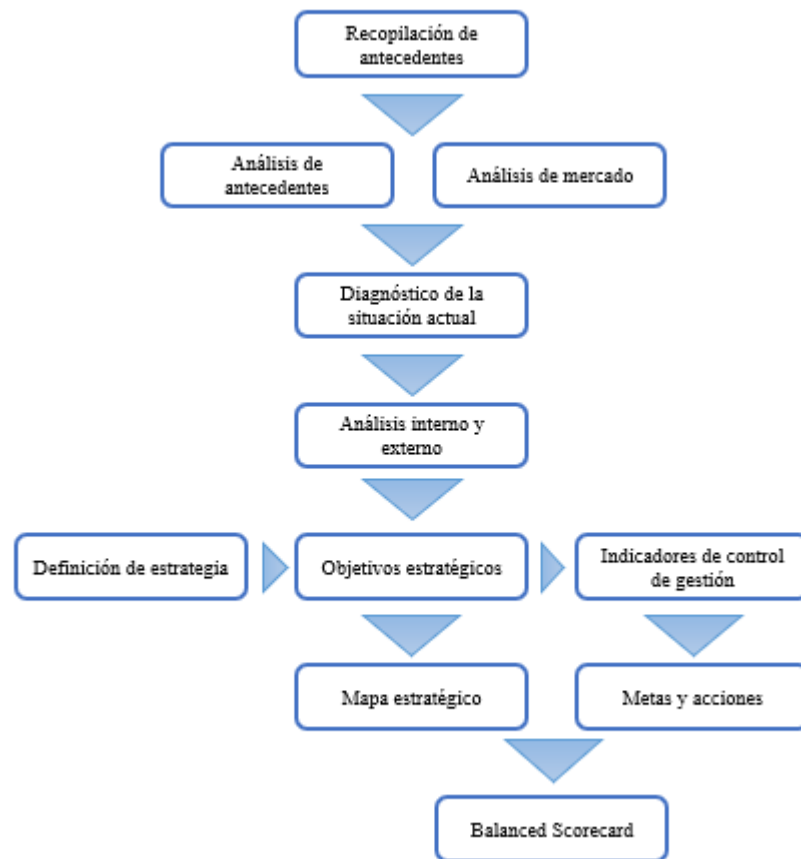 Recopilación de
antecedentes
Análisis de
antecedentes
Análisis de mercado
Diagnóstico de la
situación actual
Análisis interno y
externo
Definición de estrategia
Objetivos estratégicos
Indicadores de control
de gestión
Mapa estratégico
Metas y acciones
Balanced Scorecard